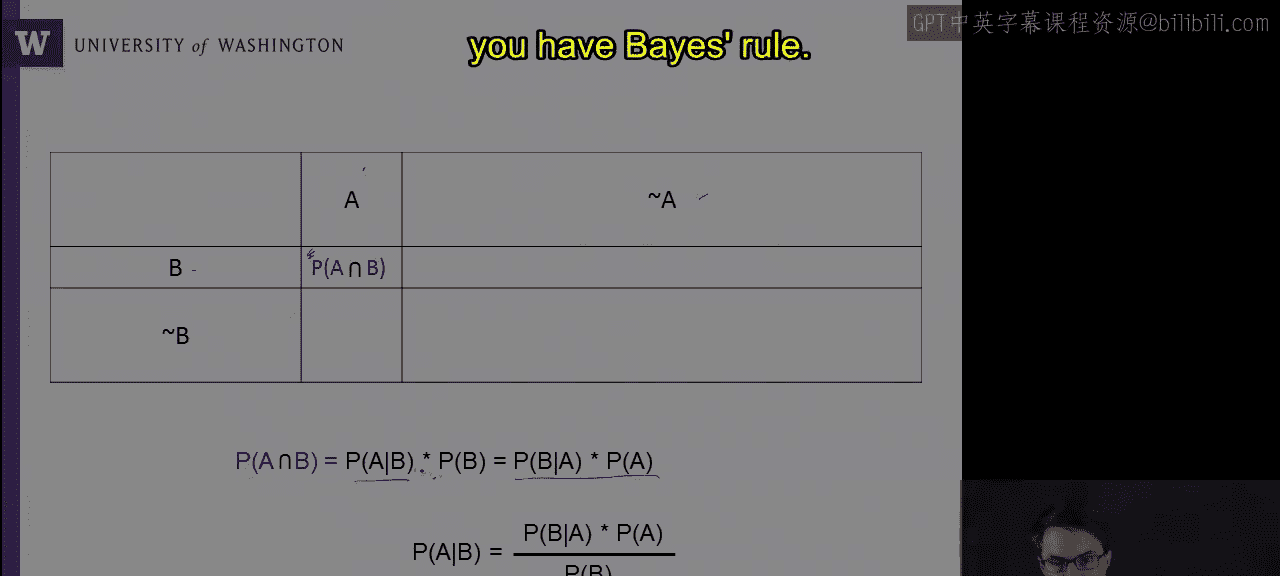 GPT中英字幕课程资源@bilibili.com
W UNIVERSITY of WASHINGTON
you have Bayes' rule.
A ~A
B P(A∩B)
~B
P(A∩B) = P(A|B) * P(B) = P(B|A) * P(A)
P(B|A) * P(A)
P(A|B) =
P(B)